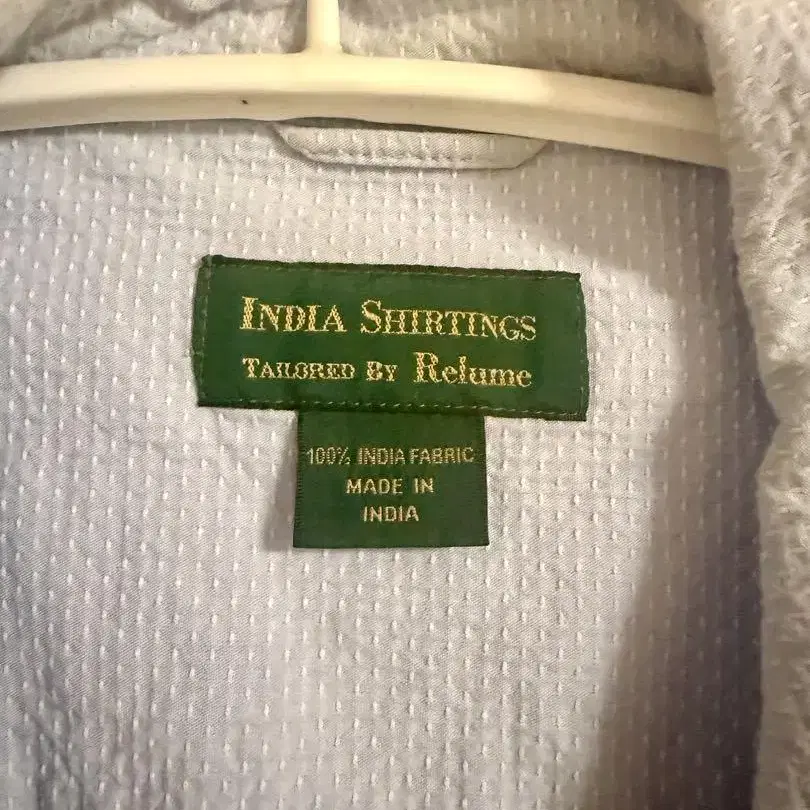 INDIA SHIRTINGS
TAILORED BY Relume
100% INDIA FABRIC
MADE IN
INDIA